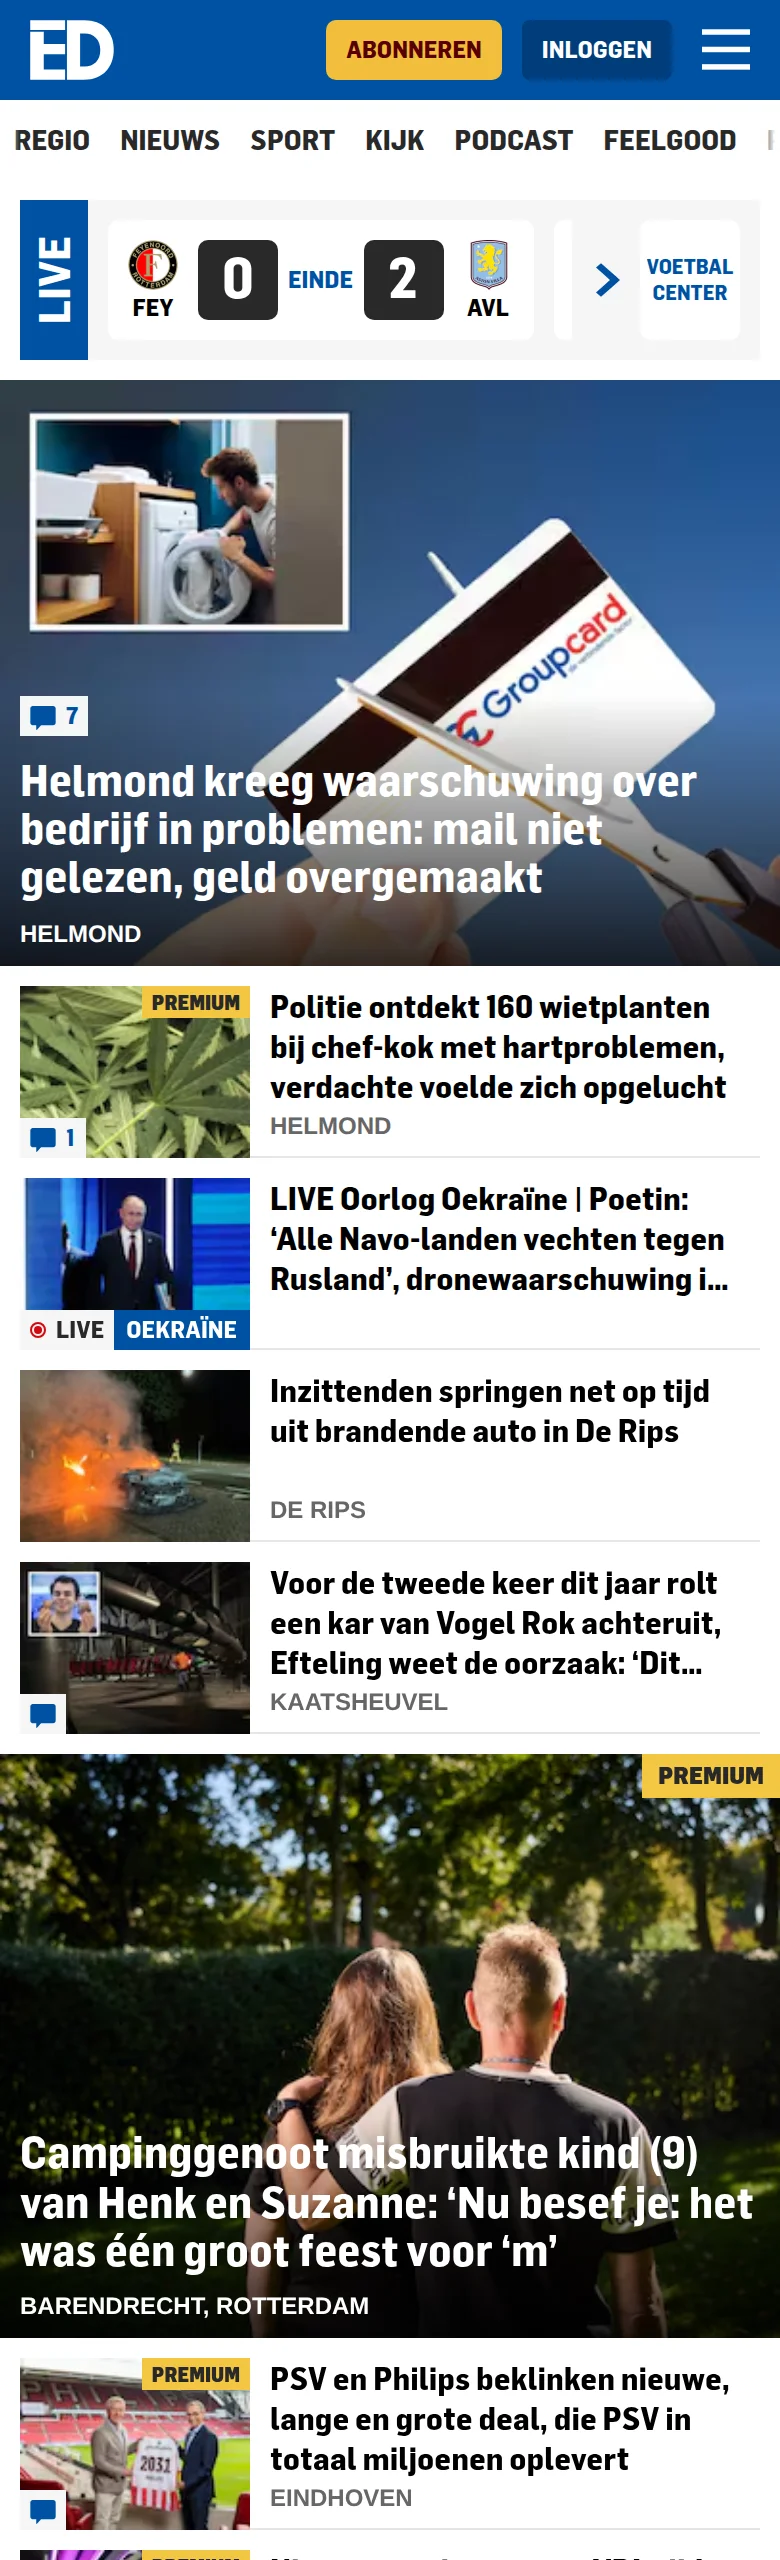 ED
ABONNEREN
INLOGGEN
REGIO NIEUWS SPORT KIJK PODCAST FEELGOOD
LIVE
FEY
0
EINDE
2
AVL
VOETBAL
CENTER
Groupcard
7
Helmond kreeg waarschuwing over
bedrijf in problemen: mail niet
gelezen, geld overgemaakt
HELMOND
PREMIUM
1
Politie ontdekt 160 wietplanten
bij chef-kok met hartproblemen,
verdachte voelde zich opgelucht
HELMOND
LIVE OEKRAÏNE
LIVE Oorlog Oekraïne | Poetin:
‘Alle Navo-landen vechten tegen
Rusland’, dronewaarschuwing i...
Inzittenden springen net op tijd
uit brandende auto in De Rips
DE RIPS
Voor de tweede keer dit jaar rolt
een kar van Vogel Rok achteruit,
Efteling weet de oorzaak: ‘Dit...
KAATSHEUVEL
PREMIUM
Campinggenoot misbruikte kind (9)
van Henk en Suzanne: ‘Nu besef je: het
was één groot feest voor ‘m’
BARENDRECHT, ROTTERDAM
PREMIUM
2031
PSV en Philips beklinken nieuwe,
lange en grote deal, die PSV in
totaal miljoenen oplevert
EINDHOVEN